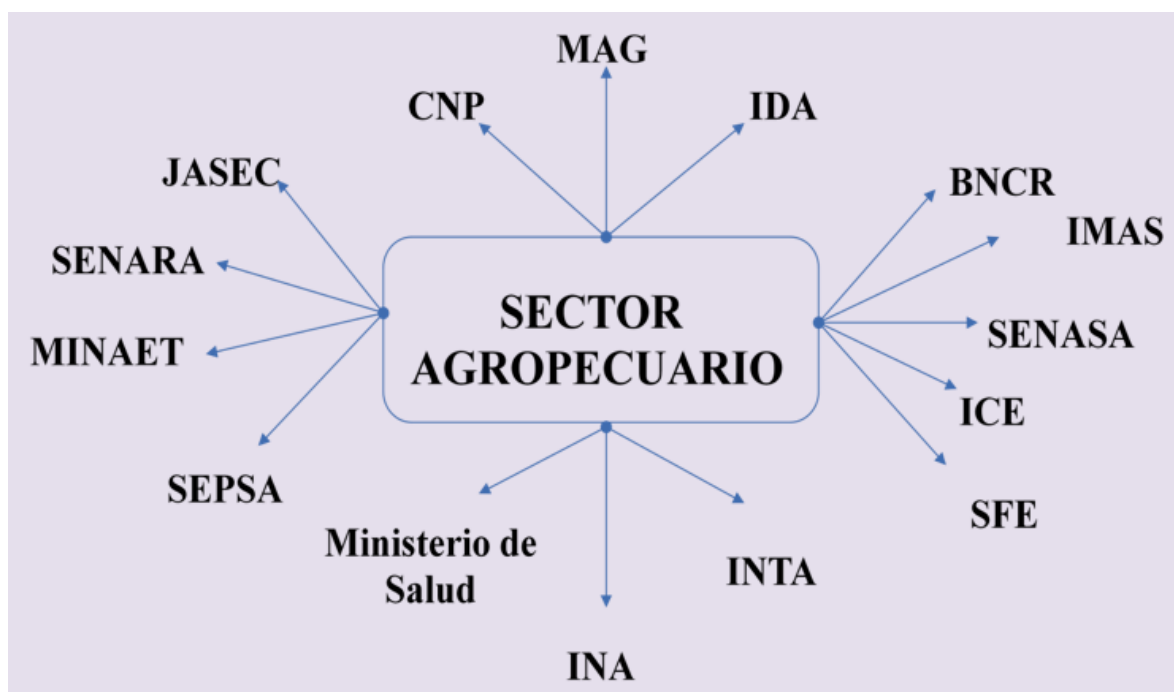 MAG
CNP
IDA
JASEC
BNCR
IMAS
SENARA
SECTOR
AGROPECUARIO
SENASA
MINAET
ICE
SEPSA
SFE
Ministerio de
Salud
INTA
INA